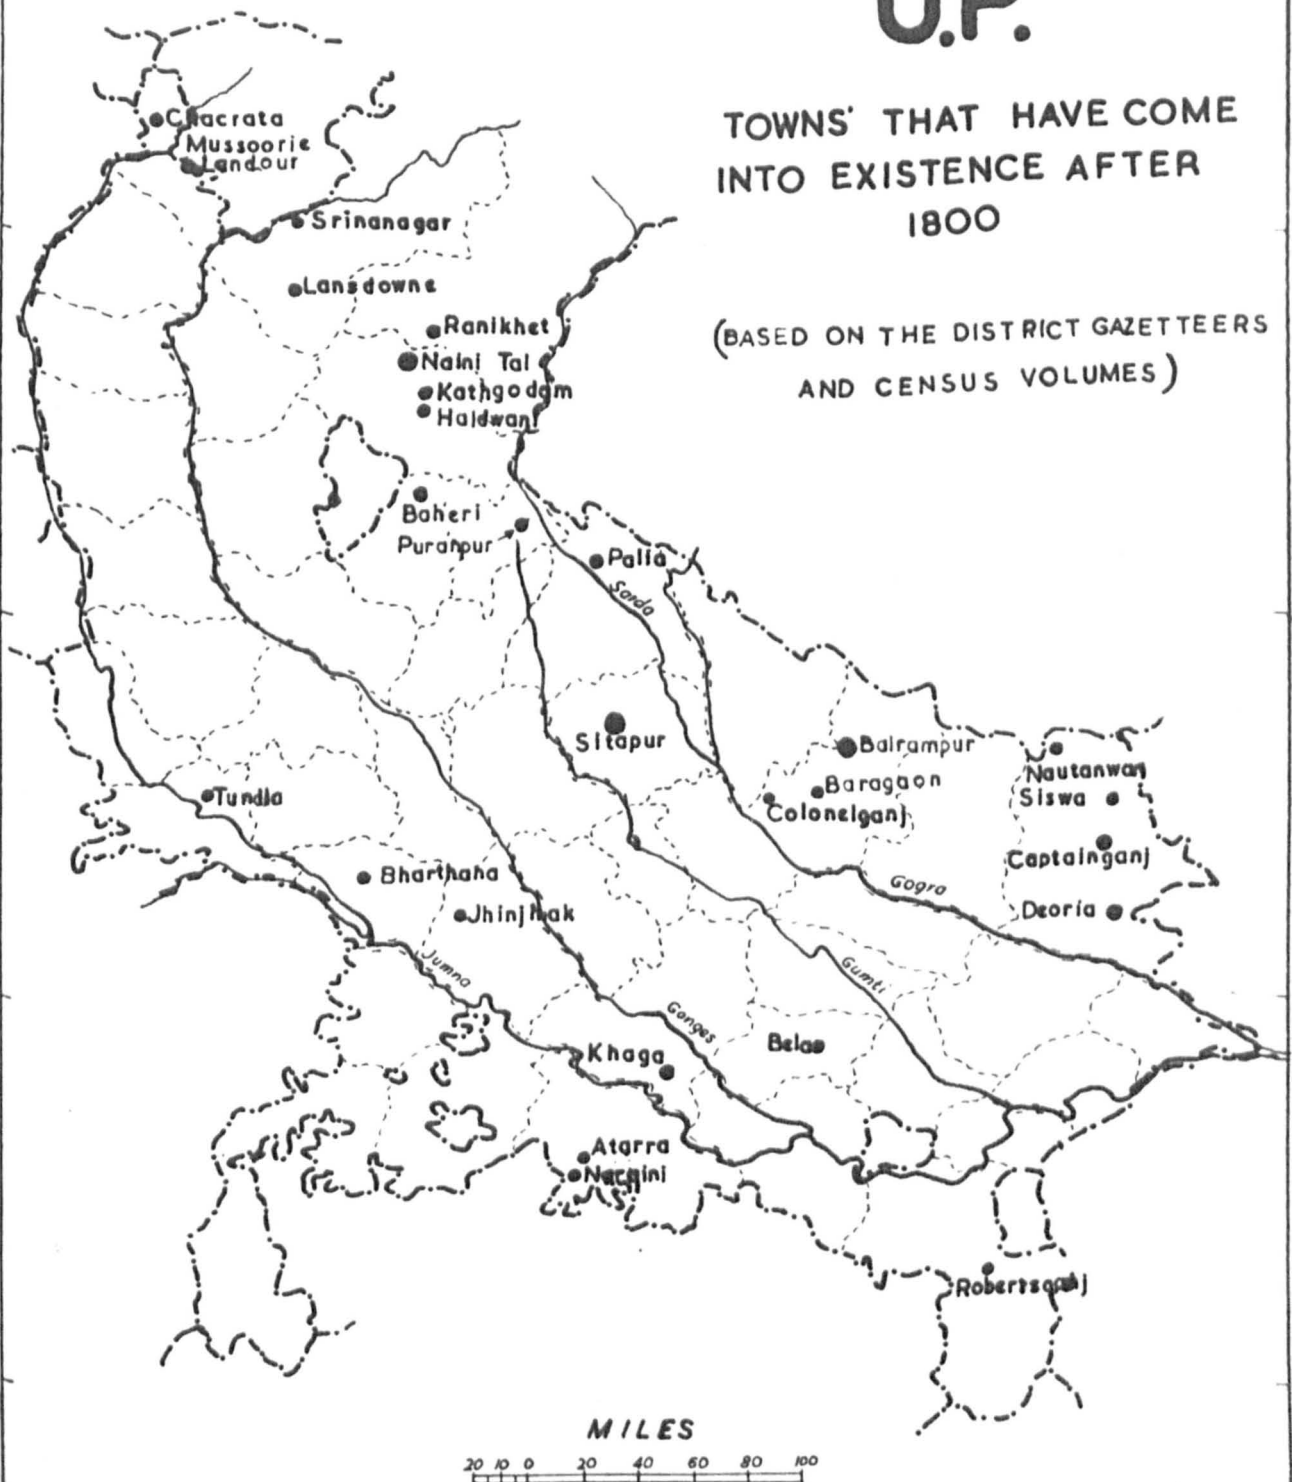 U.P.
TOWNS' THAT HAVE COME
INTO EXISTENCE AFTER
1800
(BASED ON THE DISTRICT GAZETTEERS
AND CENSUS VOLUMES)
Chacrata
Mussoorie
Landour
Srinanagar
Lansdowne
Ranikhet
Naini Tal
Kathgodam
Haldwani
Baheri
Puranpur
Palia
Sarda
Sitapur
Balrampur
Nautanwan
Baragaon
Siswa
Tundla
Colonelganj
Captainganj
Bharthana
Gogra
Deoria
Jhinjhak
Jumna
Gumti
Ganges
Belao
Khaga
Atarra
Naraini
Robertsganj
MILES
20 10 0 20 40 60 80 100